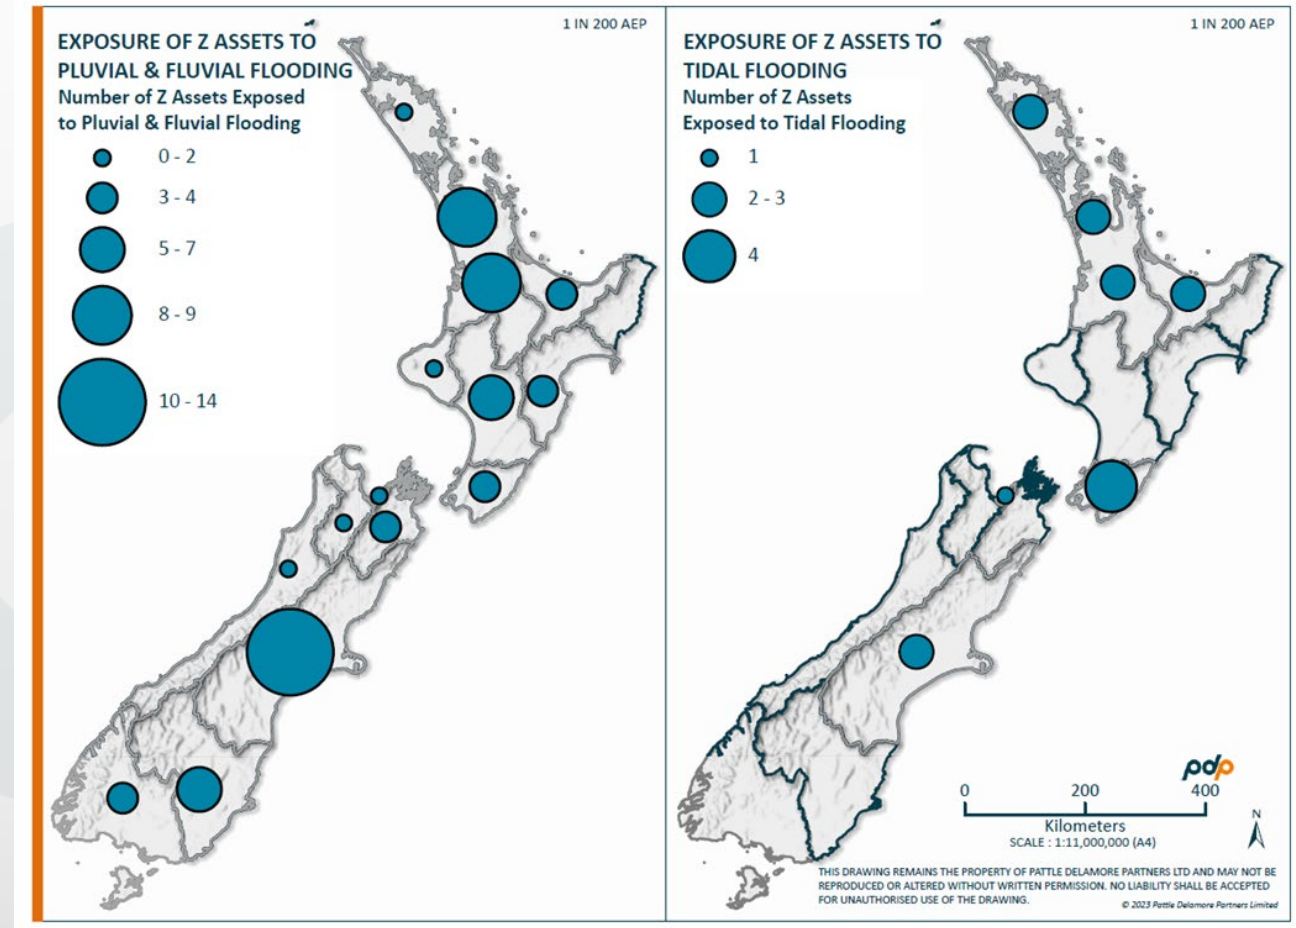 1 IN 200 AEP
EXPOSURE OF Z ASSETS TO
PLUVIAL & FLUVIAL FLOODING
Number of Z Assets Exposed
to Pluvial & Fluvial Flooding
0 - 2
3 - 4
5 - 7
8 - 9
10 - 14
1 IN 200 AEP
EXPOSURE OF Z ASSETS TO
TIDAL FLOODING
Number of Z Assets
Exposed to Tidal Flooding
1
2 - 3
4
pdp
0 200 400
Kilometers
SCALE : 1:11,000,000 (A4)
N
THIS DRAWING REMAINS THE PROPERTY OF PATTLE DELAMORE PARTNERS LTD AND MAY NOT BE
REPRODUCED OR ALTERED WITHOUT WRITTEN PERMISSION. NO LIABILITY SHALL BE ACCEPTED
FOR UNAUTHORISED USE OF THE DRAWING.
© 2023 Pattle Delamore Partners Limited